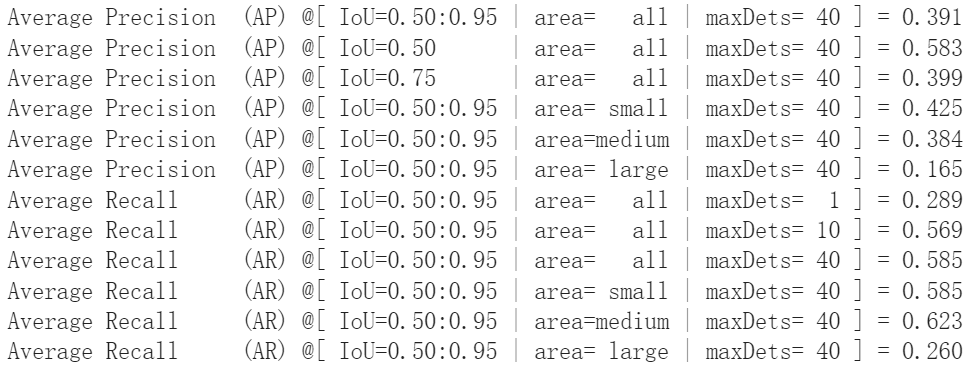 Average Precision  (AP) @[ IoU=0.50:0.95 | area=   all | maxDets= 40 ] = 0.391
Average Precision  (AP) @[ IoU=0.50      | area=   all | maxDets= 40 ] = 0.583
Average Precision  (AP) @[ IoU=0.75      | area=   all | maxDets= 40 ] = 0.399
Average Precision  (AP) @[ IoU=0.50:0.95 | area= small | maxDets= 40 ] = 0.425
Average Precision  (AP) @[ IoU=0.50:0.95 | area=medium | maxDets= 40 ] = 0.384
Average Precision  (AP) @[ IoU=0.50:0.95 | area= large | maxDets= 40 ] = 0.165
Average Recall     (AR) @[ IoU=0.50:0.95 | area=   all | maxDets=  1 ] = 0.289
Average Recall     (AR) @[ IoU=0.50:0.95 | area=   all | maxDets= 10 ] = 0.569
Average Recall     (AR) @[ IoU=0.50:0.95 | area=   all | maxDets= 40 ] = 0.585
Average Recall     (AR) @[ IoU=0.50:0.95 | area= small | maxDets= 40 ] = 0.585
Average Recall     (AR) @[ IoU=0.50:0.95 | area=medium | maxDets= 40 ] = 0.623
Average Recall     (AR) @[ IoU=0.50:0.95 | area= large | maxDets= 40 ] = 0.260